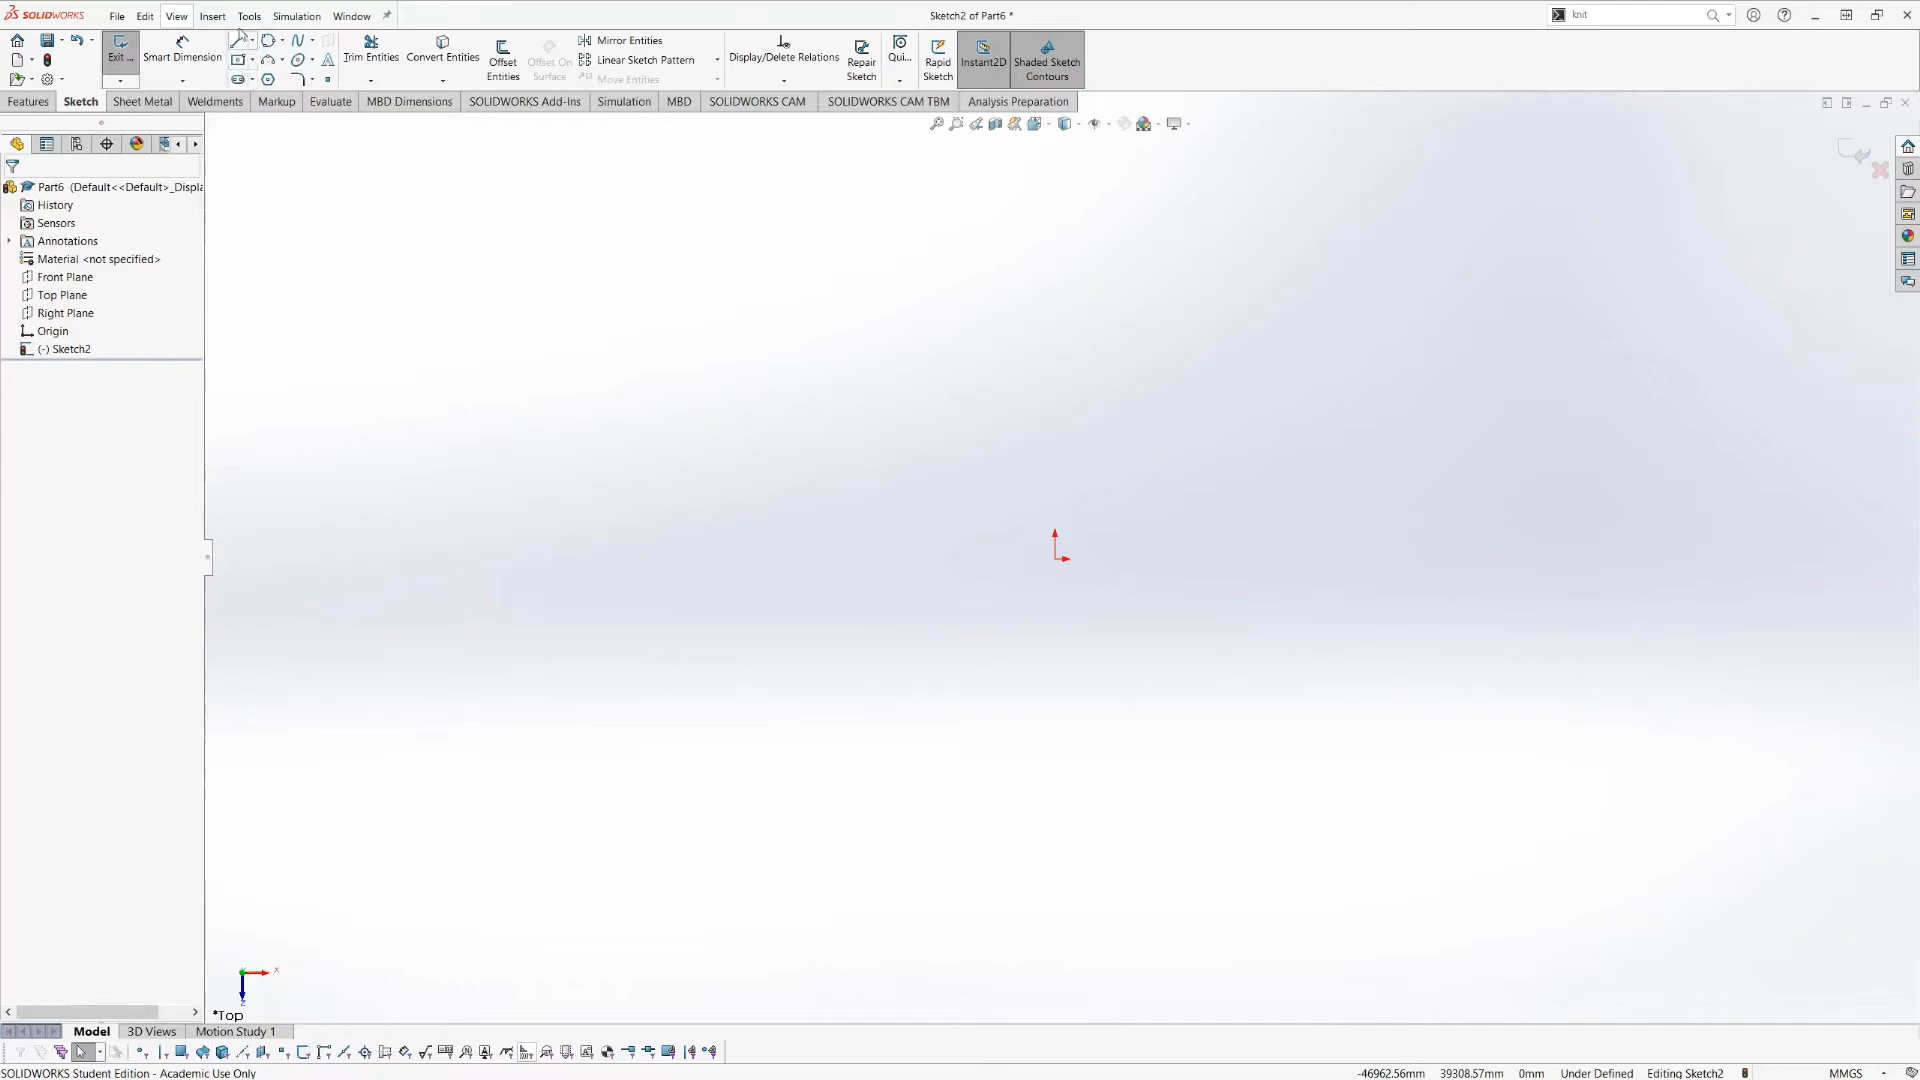 SOLIDWORKS File Edit View Insert Tools Simulation Window Sketch2 of Part6 * knit
Exit ... Smart Dimension Trim Entities Convert Entities Offset Entities Offset On Surface Mirror Entities Linear Sketch Pattern Move Entities Display/Delete Relations Repair Sketch Qui... Rapid Sketch Instant2D Shaded Sketch Contours
Features Sketch Sheet Metal Weldments Markup Evaluate MBD Dimensions SOLIDWORKS Add-Ins Simulation MBD SOLIDWORKS CAM SOLIDWORKS CAM TBM Analysis Preparation
Part6 (Default<<Default>_Displa
History
Sensors
Annotations
Material <not specified>
Front Plane
Top Plane
Right Plane
Origin
(-) Sketch2
X
Z
*Top
Model 3D Views Motion Study 1
SOLIDWORKS Student Edition - Academic Use Only -46962.56mm 39308.57mm 0mm Under Defined Editing Sketch2 MMGS